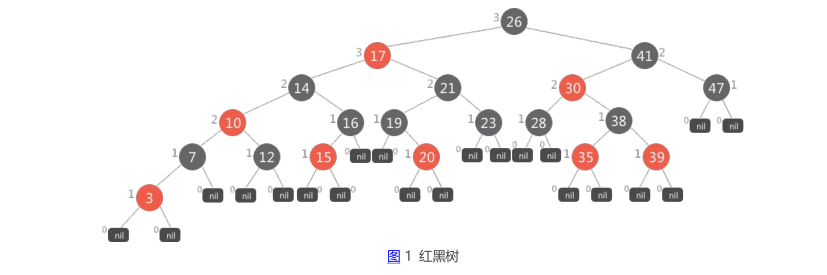 3 26
3 17 41 2
2 14 2 21 2 30 47 1
2 10 1 16 1 19 1 23 1 28 1 38 0 nil 0 nil
1 7 1 12 1 15 0 nil nil 1 20 0 nil 0 nil 0 nil 0 nil 1 35 1 39
1 3 0 nil 0 nil 0 nil 0 nil nil 0 0 nil 0 nil 0 nil 0 nil 0 nil 0 nil
0 nil 0 nil
图 1 红黑树